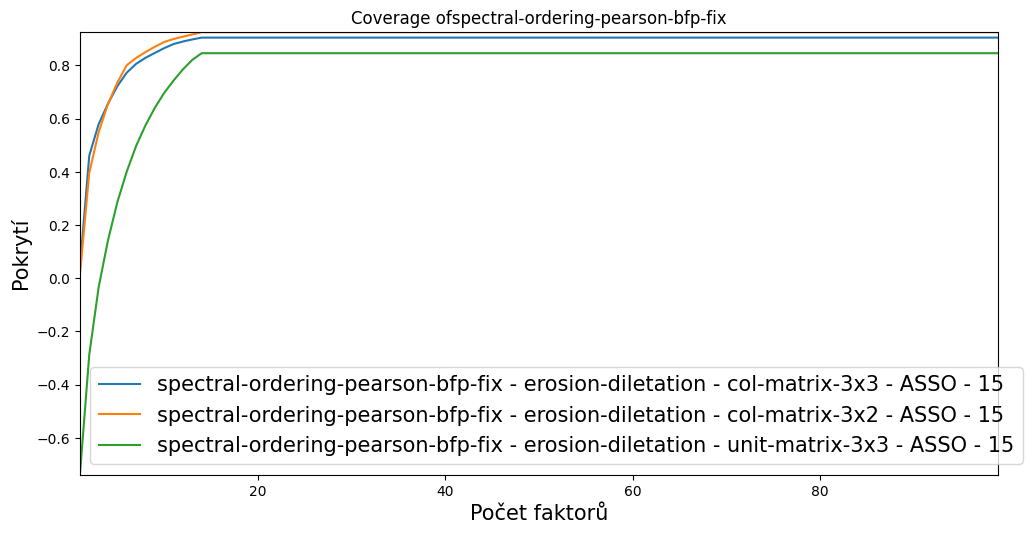 Coverage ofspectral-ordering-pearson-bfp-fix
Pokrytí
0.8
0.6
0.4
0.2
0.0
−0.2
−0.4
−0.6
spectral-ordering-pearson-bfp-fix - erosion-diletation - col-matrix-3x3 - ASSO - 15
spectral-ordering-pearson-bfp-fix - erosion-diletation - col-matrix-3x2 - ASSO - 15
spectral-ordering-pearson-bfp-fix - erosion-diletation - unit-matrix-3x3 - ASSO - 15
20 40 60 80
Počet faktorů